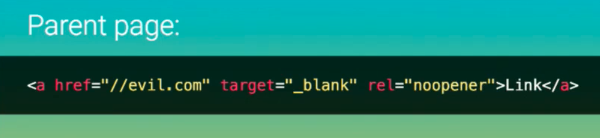 Parent page:
<a href="//evil.com" target="_blank" rel="noopener">Link</a>